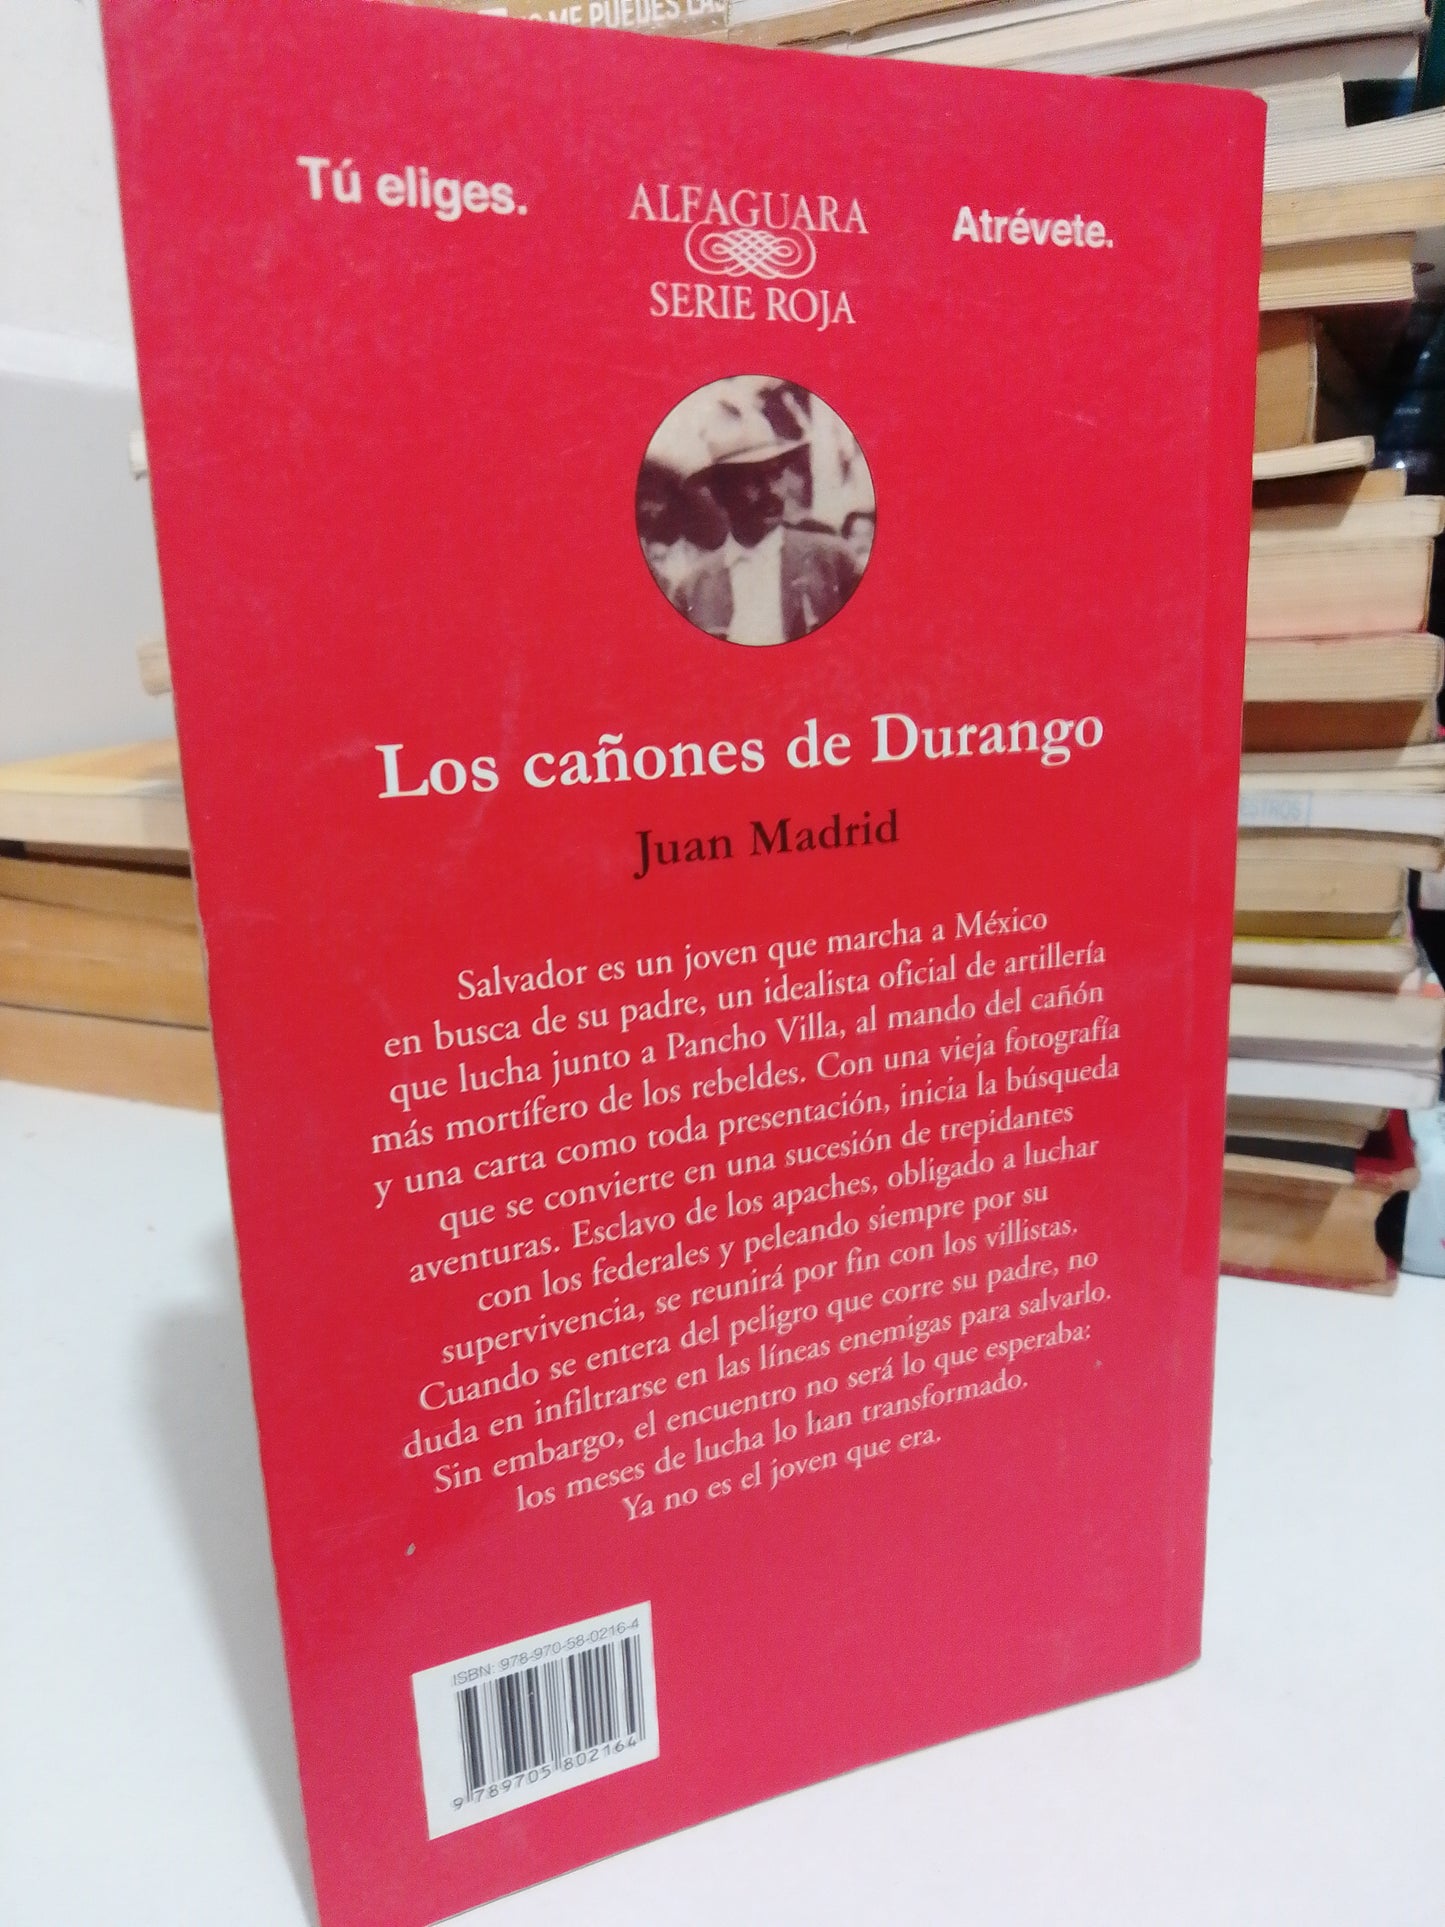 ME PUEDES LAS
Tú eliges.
ALFAGUARA
SERIE ROJA
Atrévete.
Los cañones de Durango
Juan Madrid
Salvador es un joven que marcha a México
en busca de su padre, un idealista oficial de artillería
que lucha junto a Pancho Villa, al mando del cañón
más mortífero de los rebeldes. Con una vieja fotografía
y una carta como toda presentación, inicia la búsqueda
que se convierte en una sucesión de trepidantes
aventuras. Esclavo de los apaches, obligado a luchar
con los federales y peleando siempre por su
supervivencia, se reunirá por fin con los villistas.
Cuando se entera del peligro que corre su padre, no
duda en infiltrarse en las líneas enemigas para salvarlo.
Sin embargo, el encuentro no será lo que esperaba:
los meses de lucha lo han transformado.
Ya no es el joven que era.
ISBN: 978-970-58-0216-4
9 789705 802164